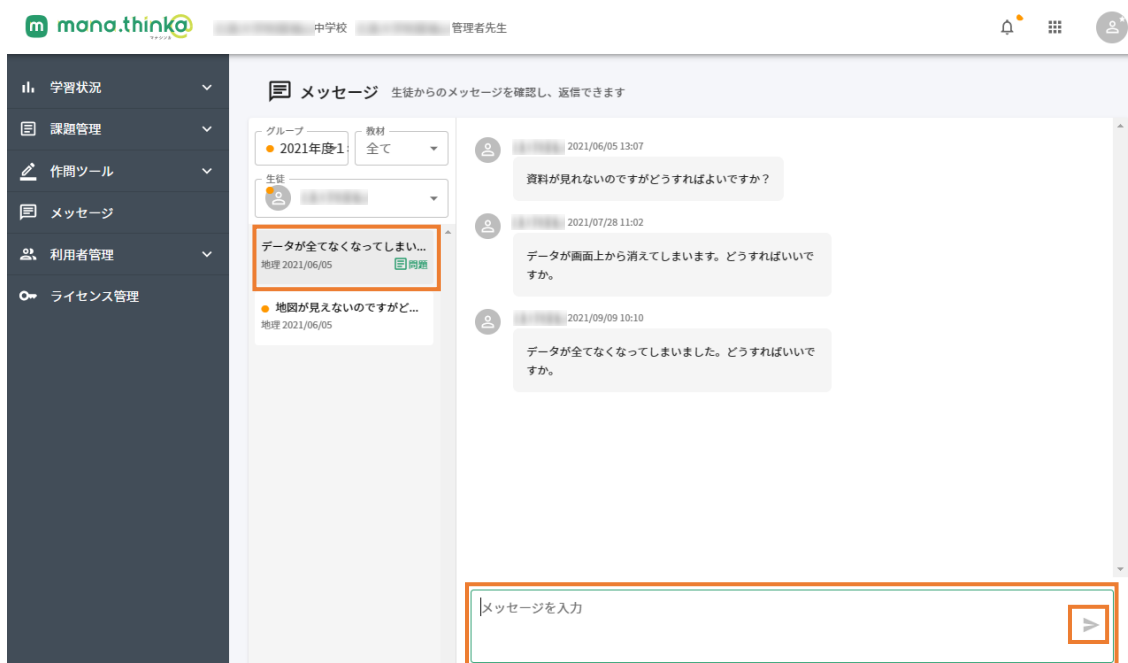 m mana.thinka
マナシンカ
中学校 管理者先生
学習状況
課題管理
作問ツール
メッセージ
利用者管理
ライセンス管理
メッセージ 生徒からのメッセージを確認し、返信できます
グループ 教材
2021年度1 全て
生徒
データが全てなくなってしまい...
地理 2021/06/05 問題
地図が見えないのですがど...
地理 2021/06/05
2021/06/05 13:07
資料が見れないのですがどうすればよいですか？
2021/07/28 11:02
データが画面上から消えてしまいます。どうすればいいで
すか。
2021/09/09 10:10
データが全てなくなってしまいました。どうすればいいで
すか。
メッセージを入力